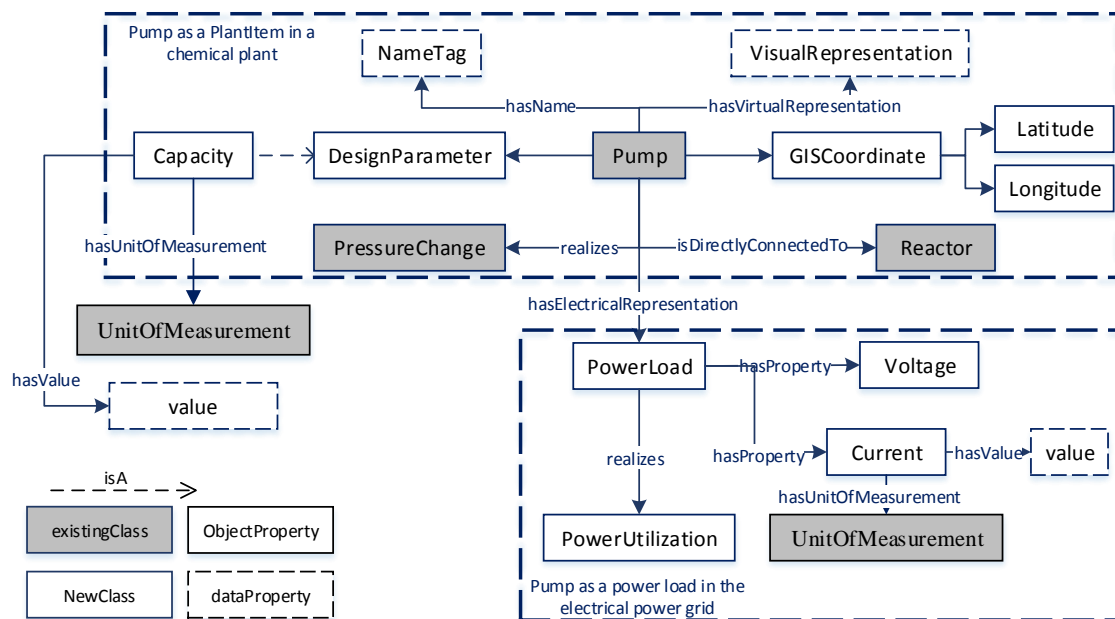 Pump as a PlantItem in a
chemical plant
NameTag
VisualRepresentation
hasName
hasVirtualRepresentation
Capacity
DesignParameter
Pump
GISCoordinate
Latitude
Longitude
hasUnitOfMeasurement
PressureChange
realizes
isDirectlyConnectedTo
Reactor
hasElectricalRepresentation
UnitOfMeasurement
hasValue
value
PowerLoad
hasProperty
Voltage
realizes
hasProperty
Current
hasValue
value
hasUnitOfMeasurement
PowerUtilization
UnitOfMeasurement
Pump as a power load in the
electrical power grid
isA
existingClass
ObjectProperty
NewClass
dataProperty